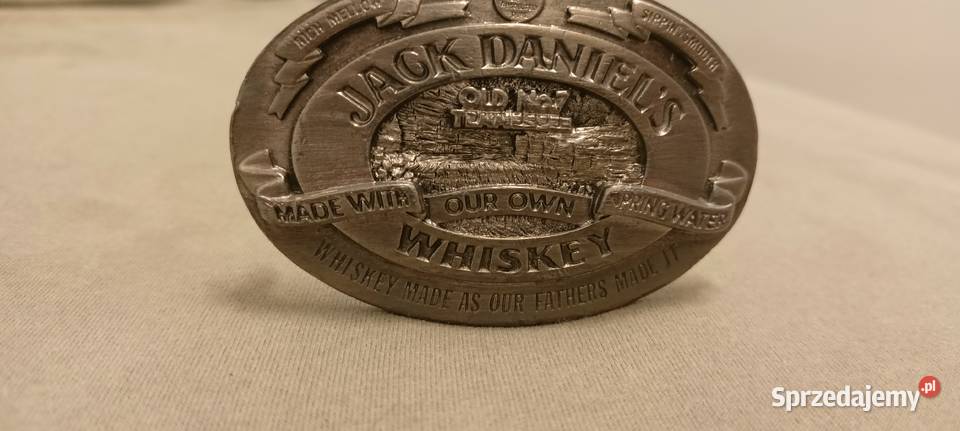 RICH MELLOW
SIPPIN' SMOOTH
JACK DANIEL'S
OLD No. 7
TENNESSEE
MADE WITH OUR OWN SPRING WATER
WHISKEY
WHISKEY MADE AS OUR FATHERS MADE IT
Sprzedajemy.pl